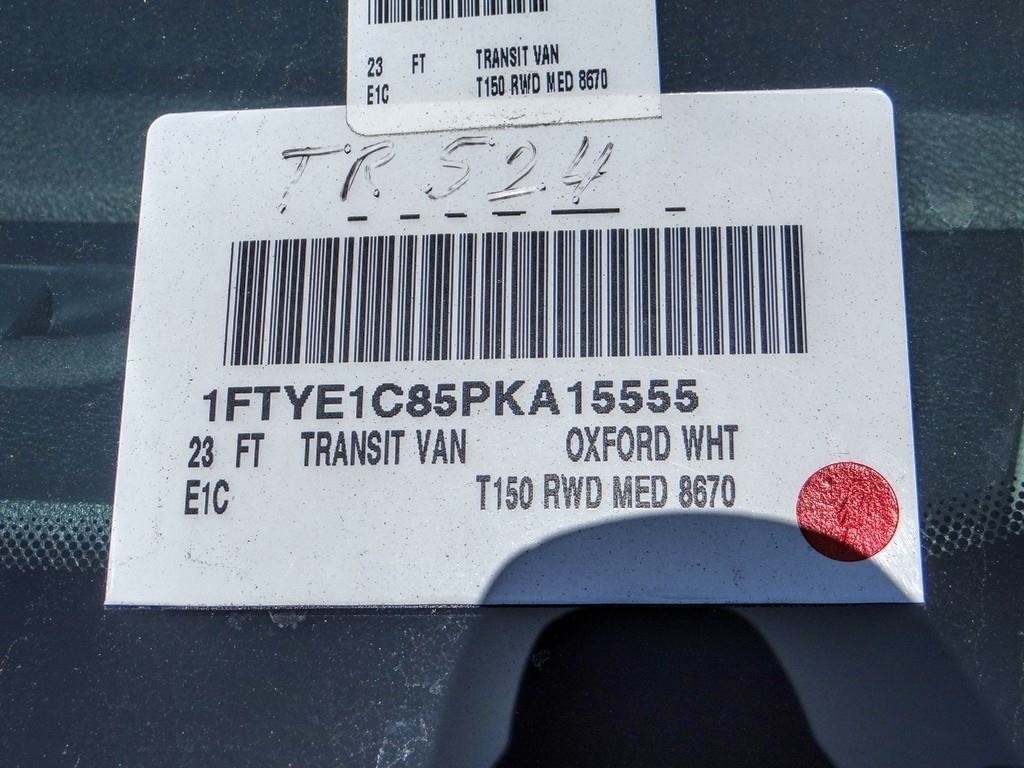 23 FT TRANSIT VAN
E1C T150 RWD MED 8670
TR 524
1FTYE1C85PKA15555
23 FT TRANSIT VAN OXFORD WHT
E1C T150 RWD MED 8670